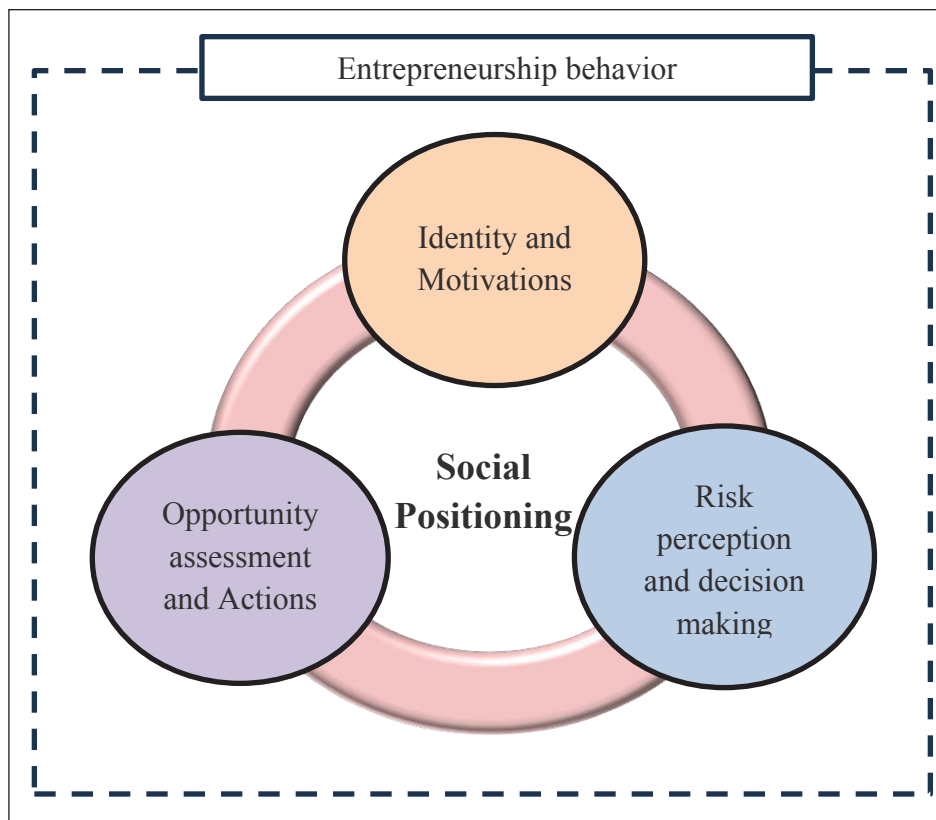 Entrepreneurship behavior
Identity and
Motivations
Social
Positioning
Opportunity
assessment
and Actions
Risk
perception
and decision
making